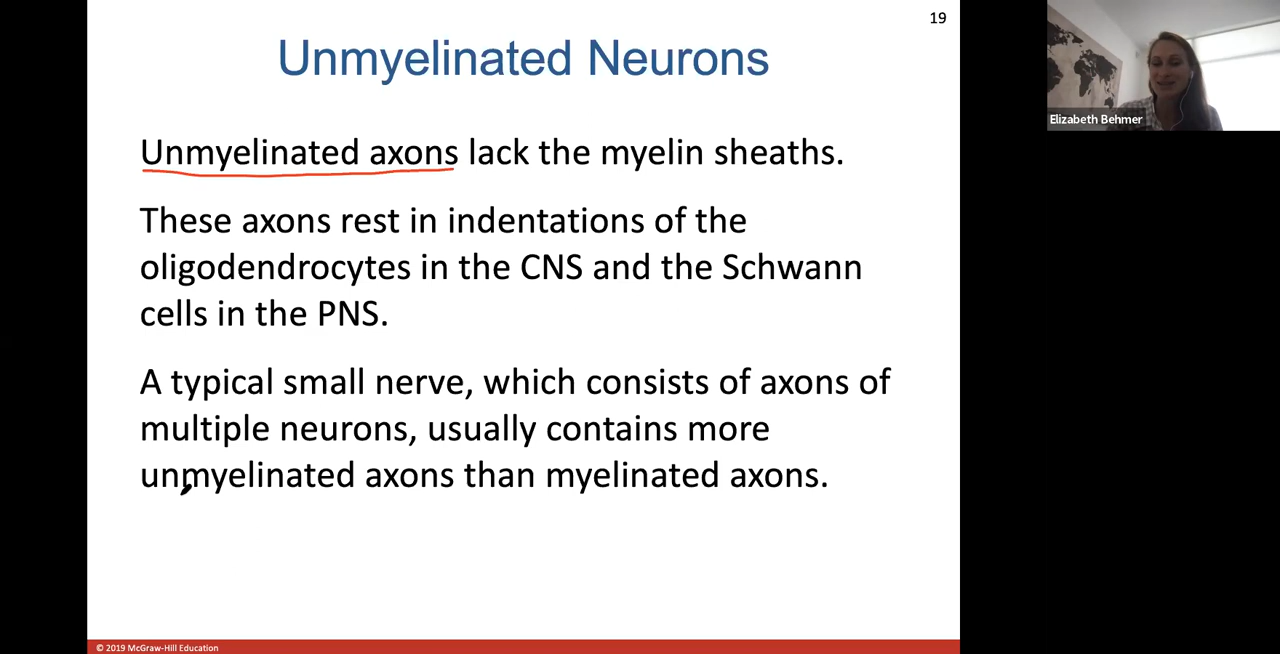 19
Unmyelinated Neurons
Elizabeth Behmer
Unmyelinated axons lack the myelin sheaths.
These axons rest in indentations of the
oligodendrocytes in the CNS and the Schwann
cells in the PNS.
A typical small nerve, which consists of axons of
multiple neurons, usually contains more
unmyelinated axons than myelinated axons.
© 2019 McGraw-Hill Education